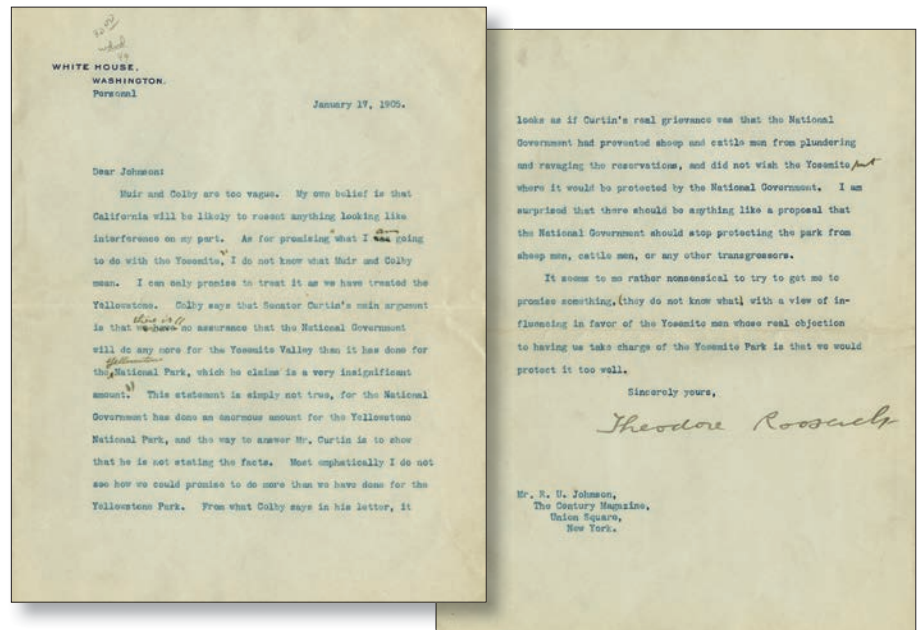 WHITE HOUSE,
WASHINGTON.
Personal
January 17, 1905.
Dear Johnson:
Muir and Colby are too vague. My own belief is that
California will be likely to resent anything looking like
interference on my part. As for "promising what I am going
to do with the Yosemite," I do not know what Muir and Colby
mean. I can only promise to treat it as we have treated the
Yellowstone. Colby says that Senator Curtin's main argument
is that there is "no assurance that the National Government
will do any more for the Yosemite Valley than it has done for
the Yellowstone National Park, which he claims is a very insignificant
amount." This statement is simply not true, for the National
Government has done an enormous amount for the Yellowstone
National Park, and the way to answer Mr. Curtin is to show
that he is not stating the facts. Most emphatically I do not
see how we could promise to do more than we have done for the
Yellowstone Park. From what Colby says in his letter, it
looks as if Curtin's real grievance was that the National
Government had prevented sheep and cattle men from plundering
and ravaging the reservations, and did not wish the Yosemite put
where it would be protected by the National Government. I am
surprised that there should be anything like a proposal that
the National Government should stop protecting the park from
sheep men, cattle men, or any other transgressors.
It seems to me rather nonsensical to try to get me to
promise something, (they do not know what) with a view of in-
fluencing in favor of the Yosemite men whose real objection
to having us take charge of the Yosemite Park is that we would
protect it too well.
Sincerely yours,
Theodore Roosevelt
Mr. R. U. Johnson,
The Century Magazine,
Union Square,
New York.